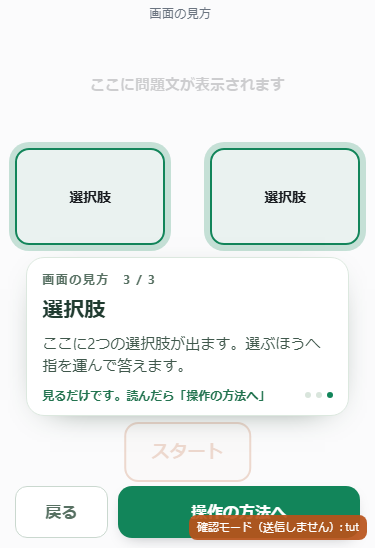 画面の見方
ここに問題文が表示されます
選択肢
選択肢
画面の見方 3 / 3
選択肢
ここに2つの選択肢が出ます。選ぶほうへ
指を運んで答えます。
見るだけです。読んだら「操作の方法へ」
スタート
戻る
操作の方法へ
確認モード（送信しません）: tut